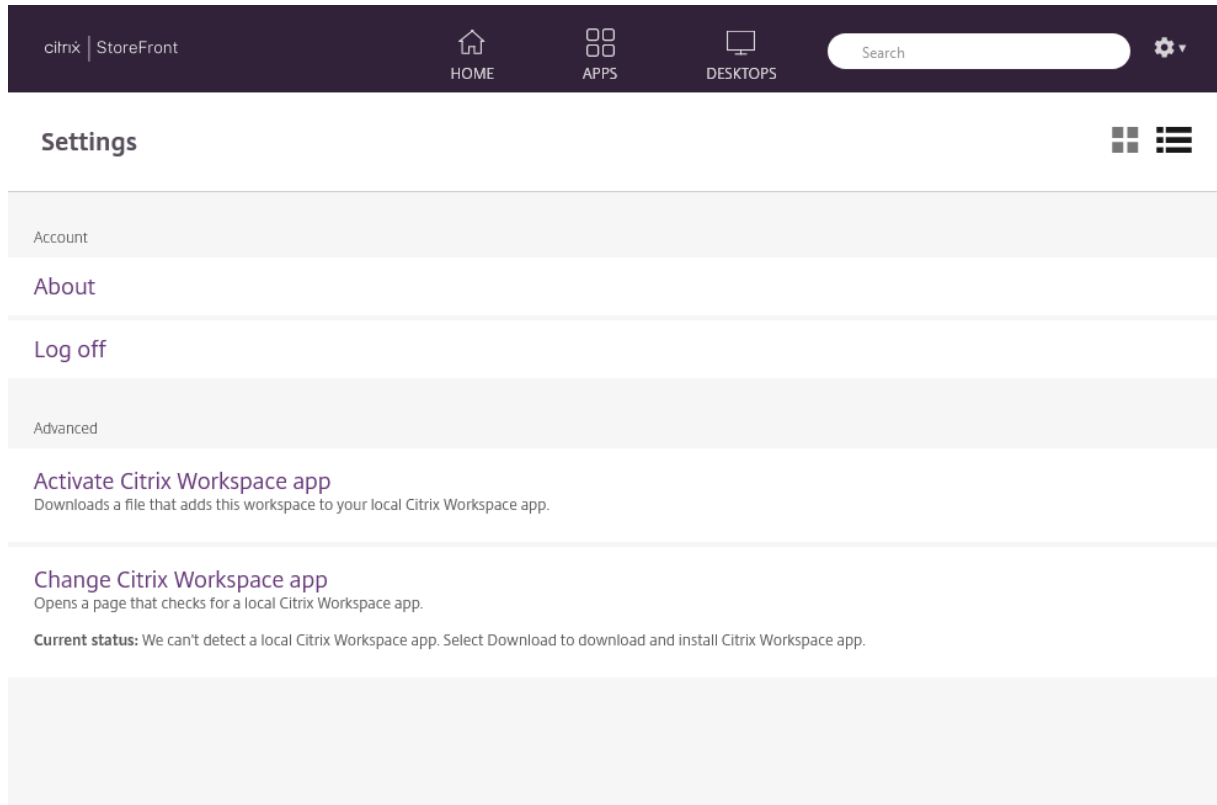 citrix | StoreFront
HOME
APPS
DESKTOPS
Search
Settings
Account
About
Log off
Advanced
Activate Citrix Workspace app
Downloads a file that adds this workspace to your local Citrix Workspace app.
Change Citrix Workspace app
Opens a page that checks for a local Citrix Workspace app.
Current status: We can't detect a local Citrix Workspace app. Select Download to download and install Citrix Workspace app.